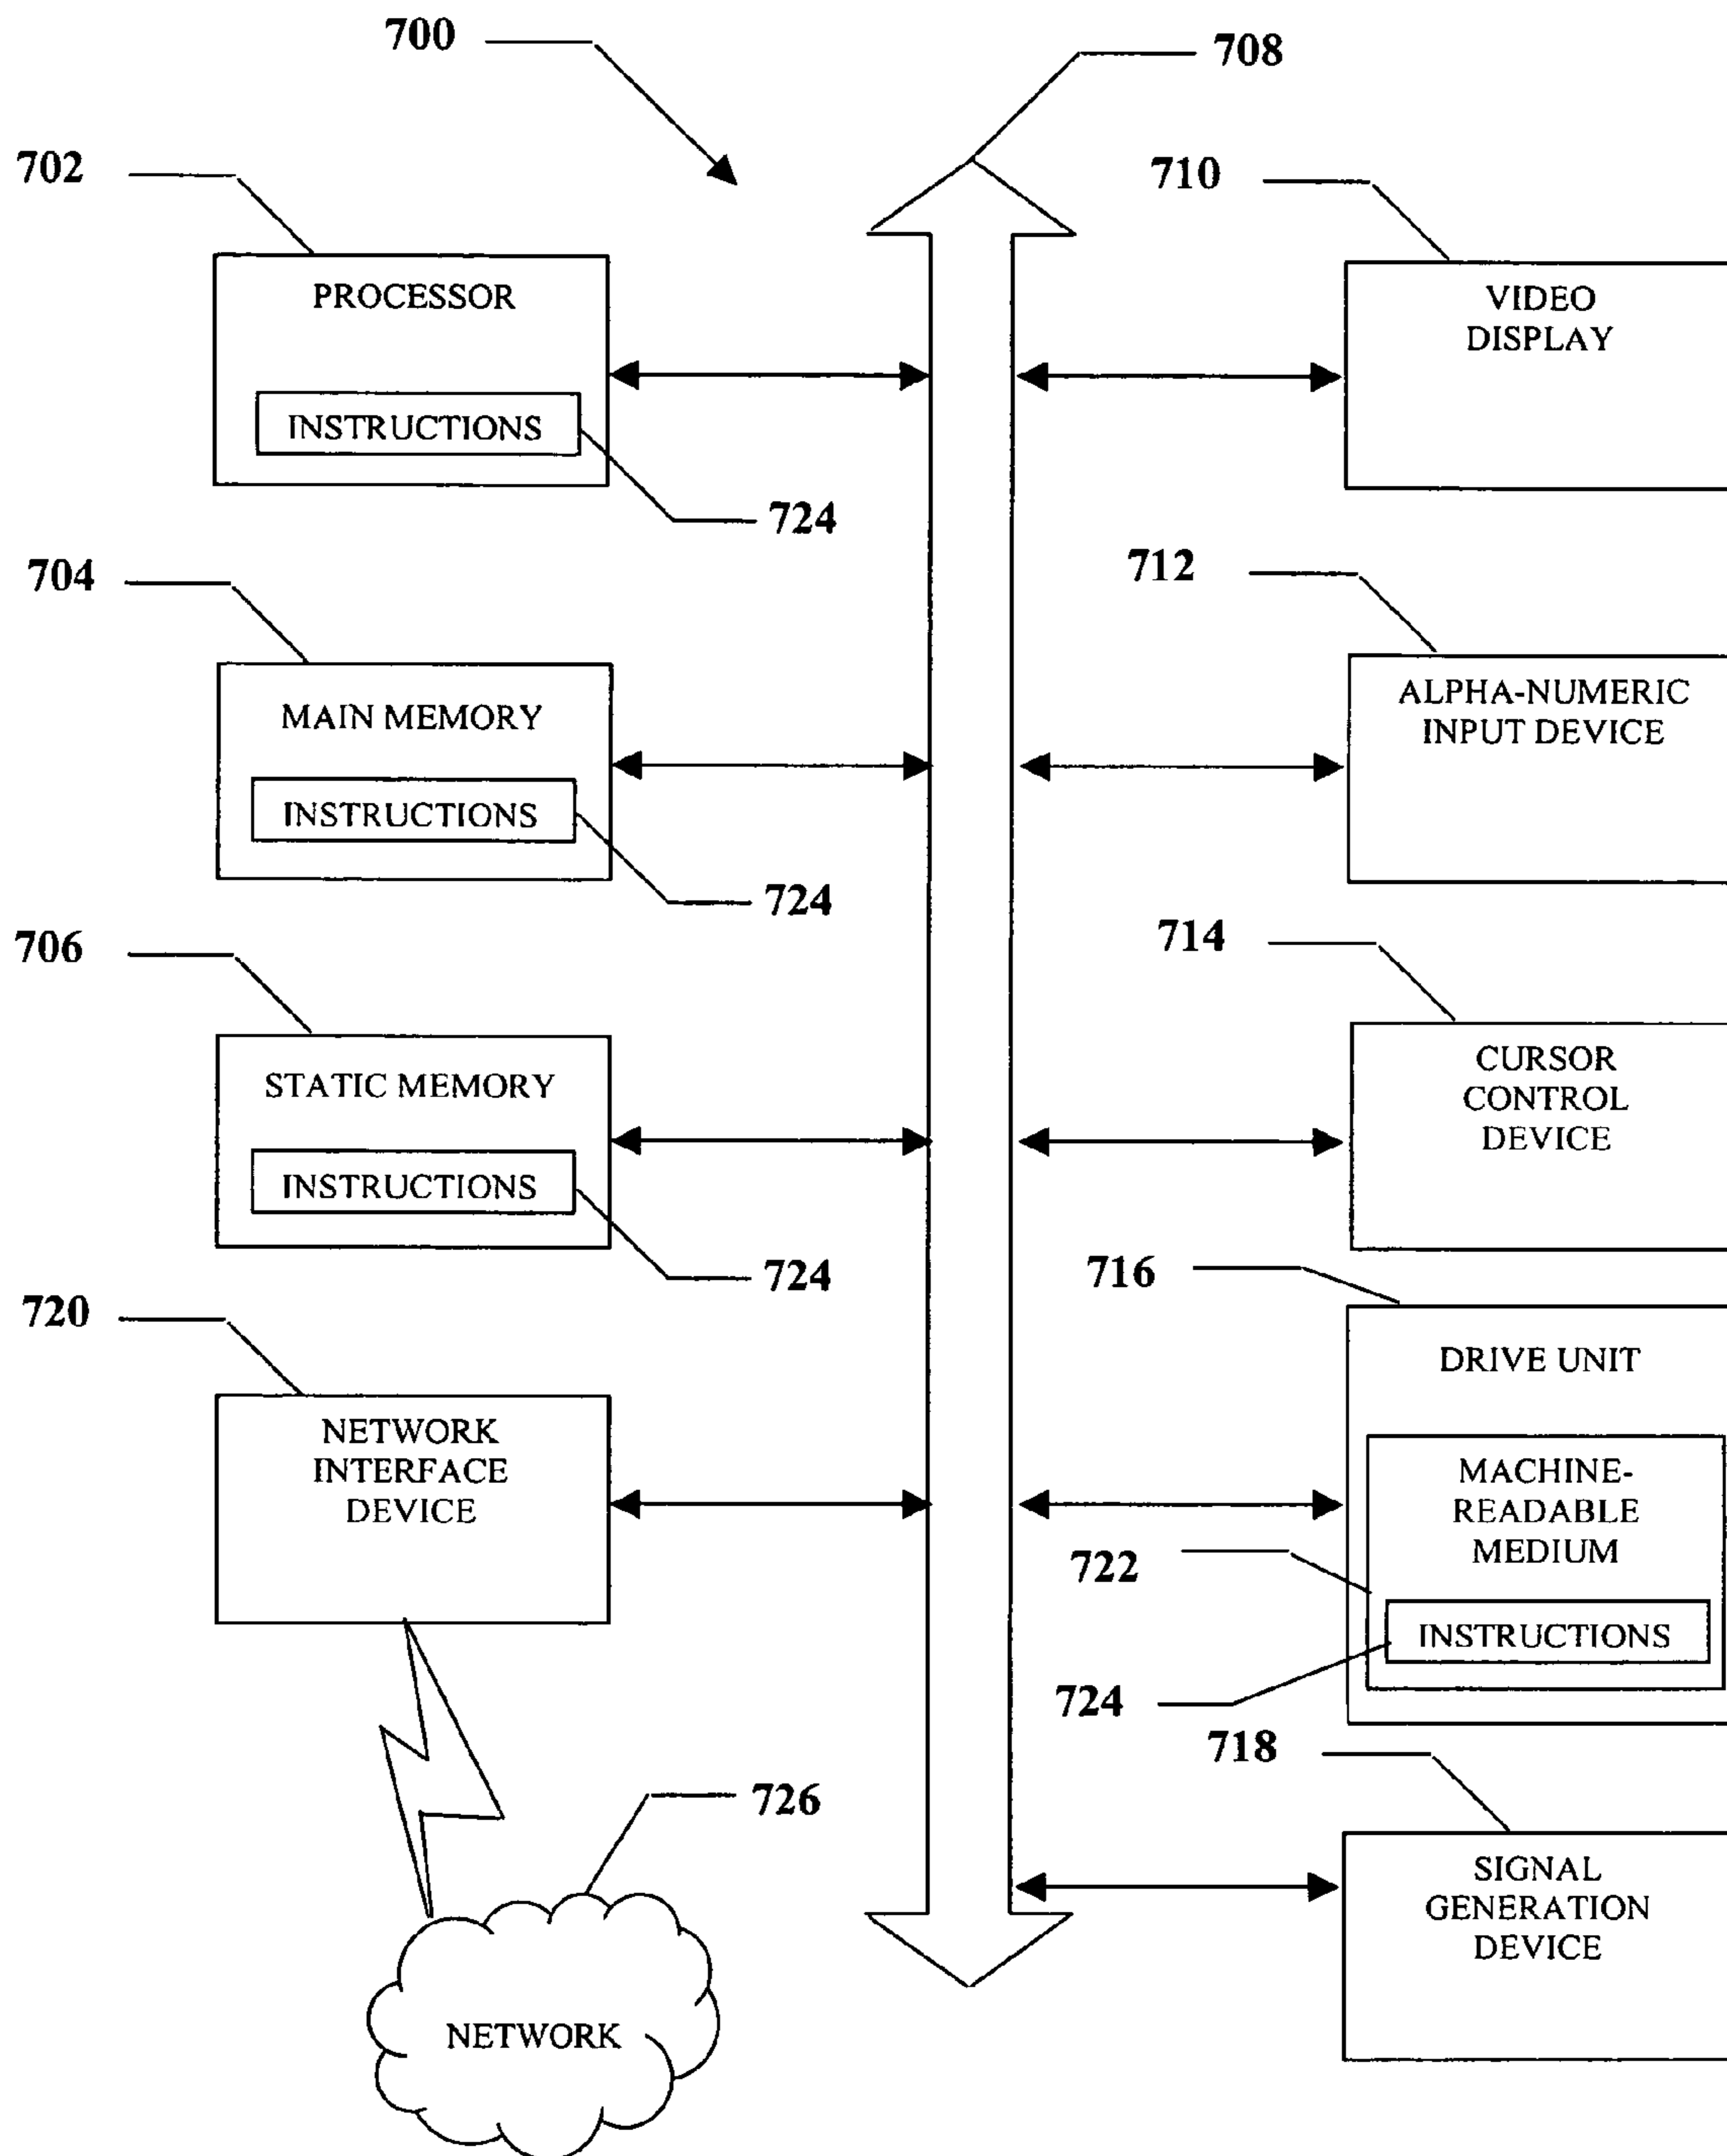 700
708
702
710
PROCESSOR
INSTRUCTIONS
724
VIDEO
DISPLAY
704
712
MAIN MEMORY
INSTRUCTIONS
724
ALPHA-NUMERIC
INPUT DEVICE
706
714
STATIC MEMORY
INSTRUCTIONS
724
CURSOR
CONTROL
DEVICE
720
716
NETWORK
INTERFACE
DEVICE
DRIVE UNIT
MACHINE-
READABLE
MEDIUM
722
INSTRUCTIONS
724
718
726
NETWORK
SIGNAL
GENERATION
DEVICE